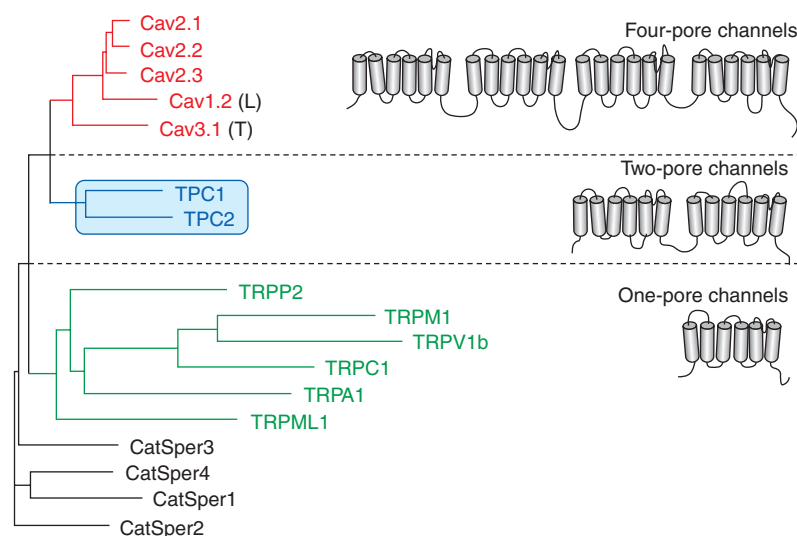 Cav2.1
Four-pore channels
Cav2.2
Cav2.3
Cav1.2 (L)
Cav3.1 (T)
Two-pore channels
TPC1
TPC2
TRPP2
One-pore channels
TRPM1
TRPV1b
TRPC1
TRPA1
TRPML1
CatSper3
CatSper4
CatSper1
CatSper2